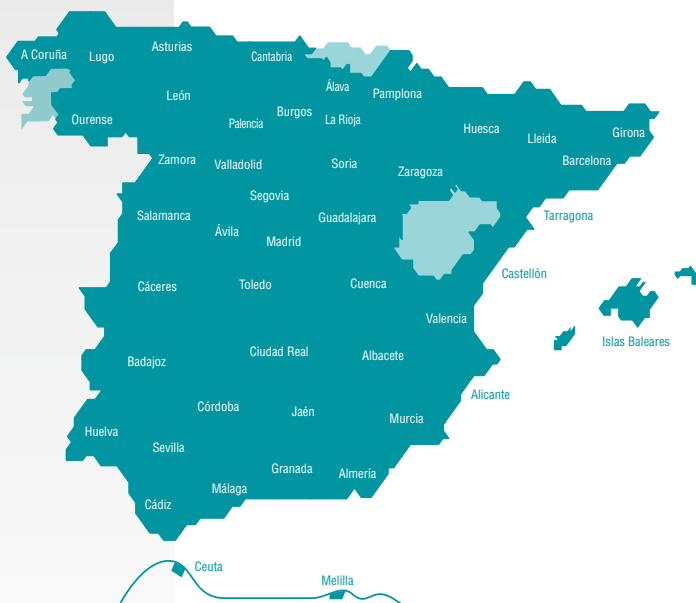 A Coruña
Lugo
Asturias
Cantabria
León
Álava
Pamplona
Palencia
Burgos
La Rioja
Ourense
Huesca
Lleida
Girona
Zamora
Valladolid
Soria
Zaragoza
Barcelona
Segovia
Salamanca
Guadalajara
Tarragona
Ávila
Madrid
Castellón
Cáceres
Toledo
Cuenca
Valencia
Islas Baleares
Badajoz
Ciudad Real
Albacete
Alicante
Córdoba
Jaén
Murcia
Huelva
Sevilla
Granada
Almería
Málaga
Cádiz
Ceuta
Melilla